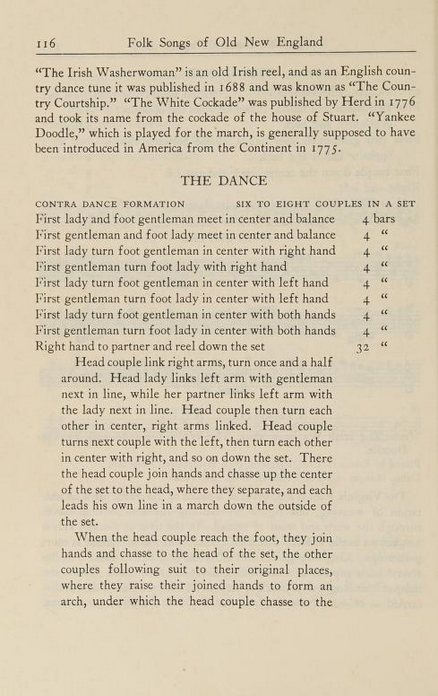 116 Folk Songs of Old New England
“The Irish Washerwoman” is an old Irish reel, and as an English coun-
try dance tune it was published in 1688 and was known as “The Coun-
try Courtship.” “The White Cockade” was published by Herd in 1776
and took its name from the cockade of the house of Stuart. “Yankee
Doodle,” which is played for the march, is generally supposed to have
been introduced in America from the Continent in 1775.
THE DANCE
CONTRA DANCE FORMATION SIX TO EIGHT COUPLES IN A SET
First lady and foot gentleman meet in center and balance 4 bars
First gentleman and foot lady meet in center and balance 4 “
First lady turn foot gentleman in center with right hand 4 “
First gentleman turn foot lady with right hand 4 “
First lady turn foot gentleman in center with left hand 4 “
First gentleman turn foot lady in center with left hand 4 “
First lady turn foot gentleman in center with both hands 4 “
First gentleman turn foot lady in center with both hands 4 “
Right hand to partner and reel down the set 32 “
Head couple link right arms, turn once and a half
around. Head lady links left arm with gentleman
next in line, while her partner links left arm with
the lady next in line. Head couple then turn each
other in center, right arms linked. Head couple
turns next couple with the left, then turn each other
in center with right, and so on down the set. There
the head couple join hands and chasse up the center
of the set to the head, where they separate, and each
leads his own line in a march down the outside of
the set.
When the head couple reach the foot, they join
hands and chasse to the head of the set, the other
couples following suit to their original places,
where they raise their joined hands to form an
arch, under which the head couple chasse to the